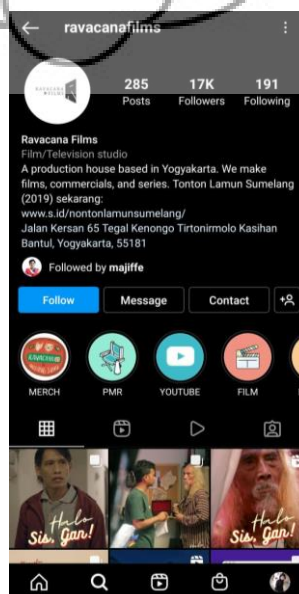 ravacanafilms
RAVACANA
FILMS
285 17K 191
Posts Followers Following
Ravacana Films
Film/Television studio
A production house based in Yogyakarta. We make
films, commercials, and series. Tonton Lamun Sumelang
(2019) sekarang:
www.s.id/nontonlamunsumelang/
Jalan Kersan 65 Tegal Kenongo Tirtonirmolo Kasihan
Bantul, Yogyakarta, 55181
Followed by majiffe
Follow Message Contact
MERCH PMR YOUTUBE FILM
Halo
Sis, Gan!
Halo
Sis, Gan!